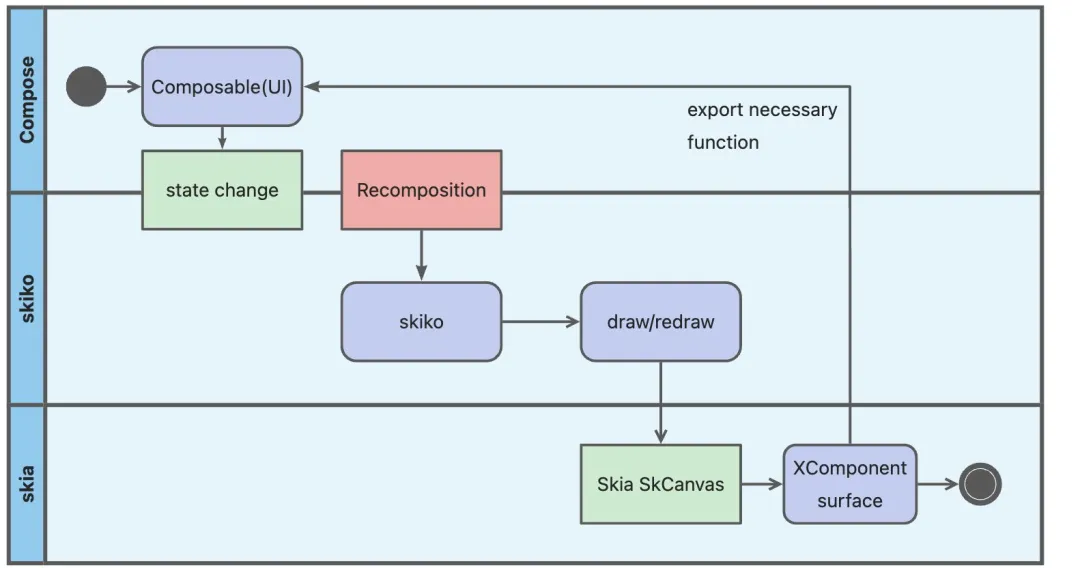 Compose
Composable(UI)
export necessary
function
state change
Recomposition
skiko
skiko
draw/redraw
skia
Skia SkCanvas
XComponent
surface